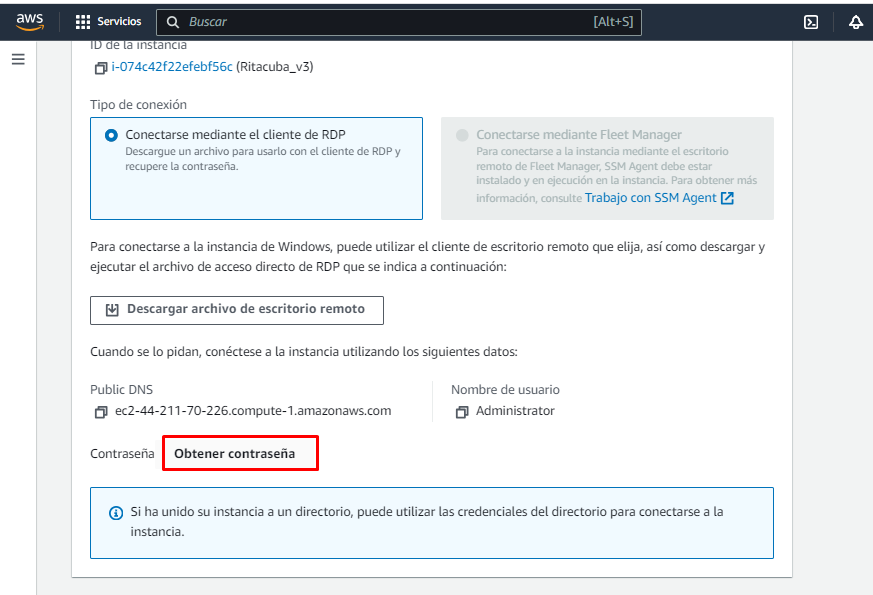 aws
Servicios
Buscar
[Alt+S]
ID de la instancia
i-074c42f22efebf56c (Ritacuba_v3)
Tipo de conexión
Conectarse mediante el cliente de RDP
Descargue un archivo para usarlo con el cliente de RDP y
recupere la contraseña.
Conectarse mediante Fleet Manager
Para conectarse a la instancia mediante el escritorio
remoto de Fleet Manager, SSM Agent debe estar
instalado y en ejecución en la instancia. Para obtener más
información, consulte Trabajo con SSM Agent
Para conectarse a la instancia de Windows, puede utilizar el cliente de escritorio remoto que elija, así como descargar y
ejecutar el archivo de acceso directo de RDP que se indica a continuación:
Descargar archivo de escritorio remoto
Cuando se lo pidan, conéctese a la instancia utilizando los siguientes datos:
Public DNS
ec2-44-211-70-226.compute-1.amazonaws.com
Nombre de usuario
Administrator
Contraseña Obtener contraseña
Si ha unido su instancia a un directorio, puede utilizar las credenciales del directorio para conectarse a la
instancia.